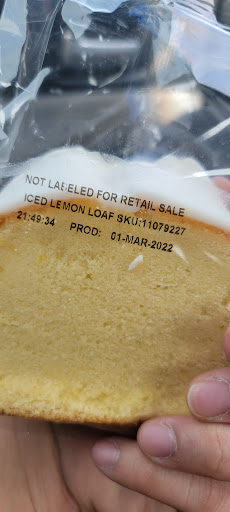 NOT LABELED FOR RETAIL SALE
ICED LEMON LOAF SKU:11079227
21:49:34 PROD: 01-MAR-2022